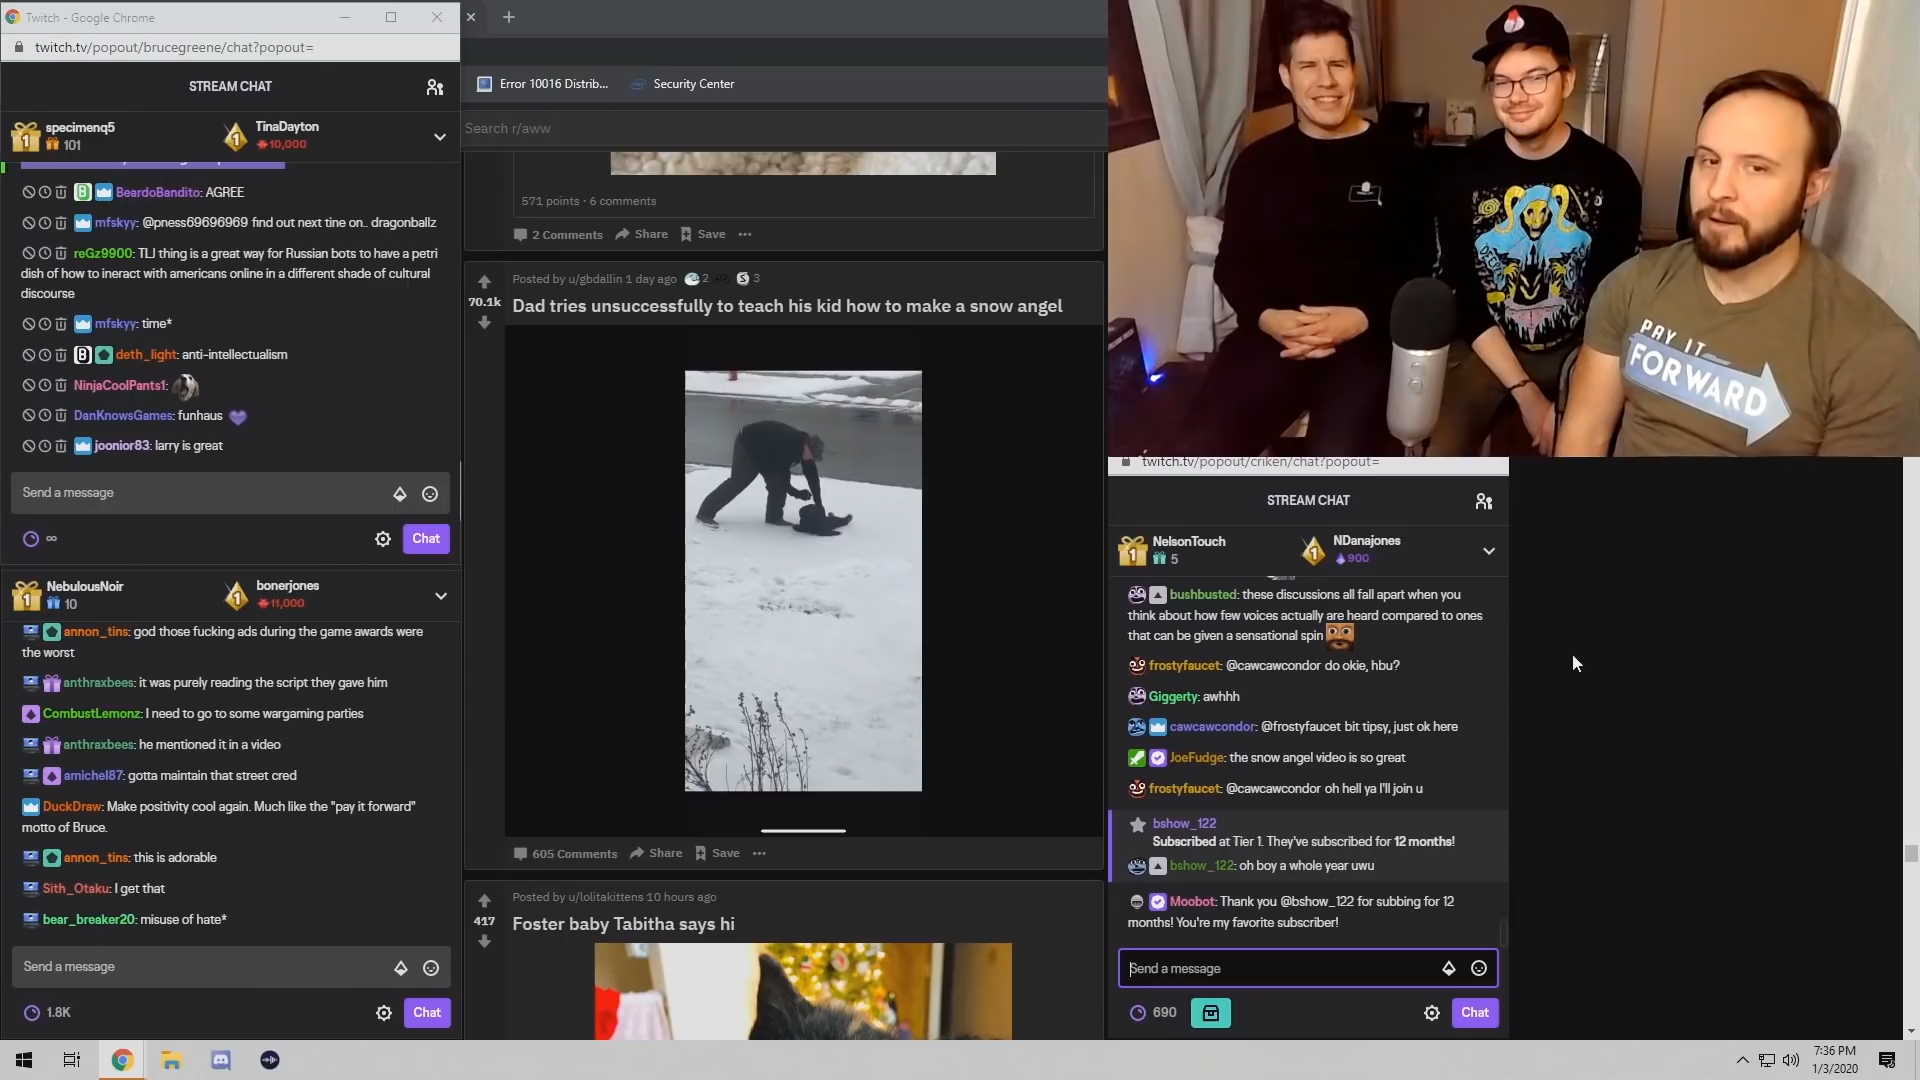 Twitch - Google Chrome
twitch.tv/popout/brucegreene/chat?popout=
STREAM CHAT
specimenq5
101
TinaDayton
10,000
BeardoBandito: AGREE
mfskyy: @pness69696969 find out next tine on.. dragonballz
reGz9900: TLJ thing is a great way for Russian bots to have a petri
dish of how to ineract with americans online in a different shade of cultural
discourse
mfskyy: time*
deth_light: anti-intellectualism
NinjaCoolPants1:
DanKnowsGames: funhaus
joonior83: larry is great
Send a message
∞
Chat
NebulousNoir
10
bonerjones
11,000
annon_tins: god those fucking ads during the game awards were
the worst
anthraxbees: it was purely reading the script they gave him
CombustLemonz: I need to go to some wargaming parties
anthraxbees: he mentioned it in a video
amichel87: gotta maintain that street cred
DuckDraw: Make positivity cool again. Much like the "pay it forward"
motto of Bruce.
annon_tins: this is adorable
Sith_Otaku: I get that
bear_breaker20: misuse of hate*
Send a message
1.8K
Chat
Error 10016 Distrib...
Security Center
Search r/aww
571 points · 6 comments
2 Comments
Share
Save
70.1k
Posted by u/gbdallin 1 day ago
2
3
Dad tries unsuccessfully to teach his kid how to make a snow angel
605 Comments
Share
Save
417
Posted by u/lolitakittens 10 hours ago
Foster baby Tabitha says hi
PAY IT
FORWARD
twitch.tv/popout/criken/chat?popout=
STREAM CHAT
NelsonTouch
5
NDanajones
900
bushbusted: these discussions all fall apart when you
think about how few voices actually are heard compared to ones
that can be given a sensational spin
frostyfaucet: @cawcawcondor do okie, hbu?
Giggerty: awhhh
cawcawcondor: @frostyfaucet bit tipsy, just ok here
JoeFudge: the snow angel video is so great
frostyfaucet: @cawcawcondor oh hell ya I'll join u
bshow_122
Subscribed at Tier 1. They've subscribed for 12 months!
bshow_122: oh boy a whole year uwu
Moobot: Thank you @bshow_122 for subbing for 12
months! You're my favorite subscriber!
Send a message
690
Chat
7:36 PM
1/3/2020